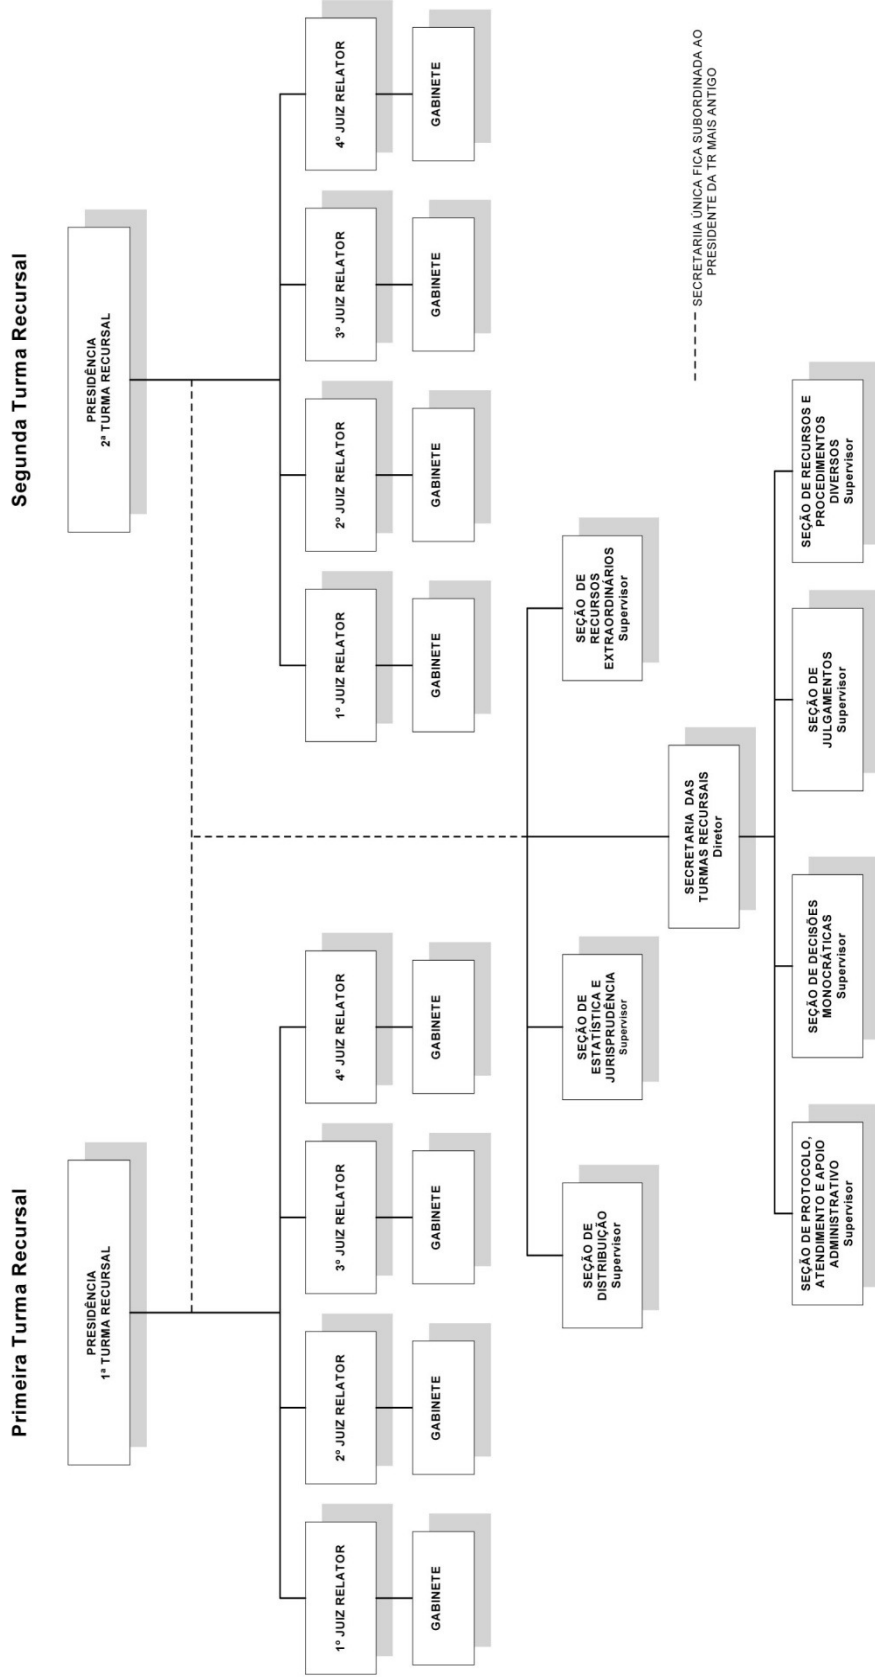 Primeira Turma Recursal
Segunda Turma Recursal
PRESIDÊNCIA
1ª TURMA RECURSAL
PRESIDÊNCIA
2ª TURMA RECURSAL
1º JUIZ RELATOR
2º JUIZ RELATOR
3º JUIZ RELATOR
4º JUIZ RELATOR
1º JUIZ RELATOR
2º JUIZ RELATOR
3º JUIZ RELATOR
4º JUIZ RELATOR
GABINETE
GABINETE
GABINETE
GABINETE
GABINETE
GABINETE
GABINETE
GABINETE
SEÇÃO DE
DISTRIBUIÇÃO
Supervisor
SEÇÃO DE
ESTATÍSTICA E
JURISPRUDÊNCIA
Supervisor
SEÇÃO DE
RECURSOS
EXTRAORDINÁRIOS
Supervisor
SECRETARIA DAS
TURMAS RECURSAIS
Diretor
SECRETARIIA ÚNICA FICA SUBORDINADA AO
PRESIDENTE DA TR MAIS ANTIGO
SEÇÃO DE PROTOCOLO,
ATENDIMENTO E APOIO
ADMINISTRATIVO
Supervisor
SEÇÃO DE DECISÕES
MONOCRÁTICAS
Supervisor
SEÇÃO DE
JULGAMENTOS
Supervisor
SEÇÃO DE RECURSOS E
PROCEDIMENTOS
DIVERSOS
Supervisor